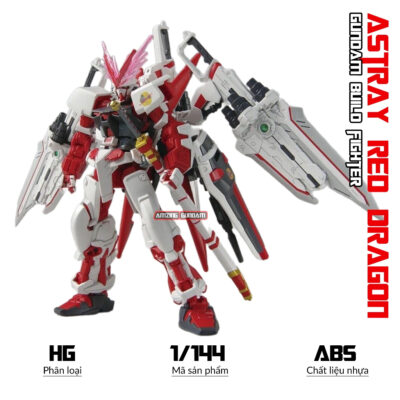 ASTRAY RED DRAGON
GUNDAM BUILD FIGHTER
AMZING GUNDAM
HG
Phân loại
1/144
Mã sản phẩm
ABS
Chất liệu nhựa